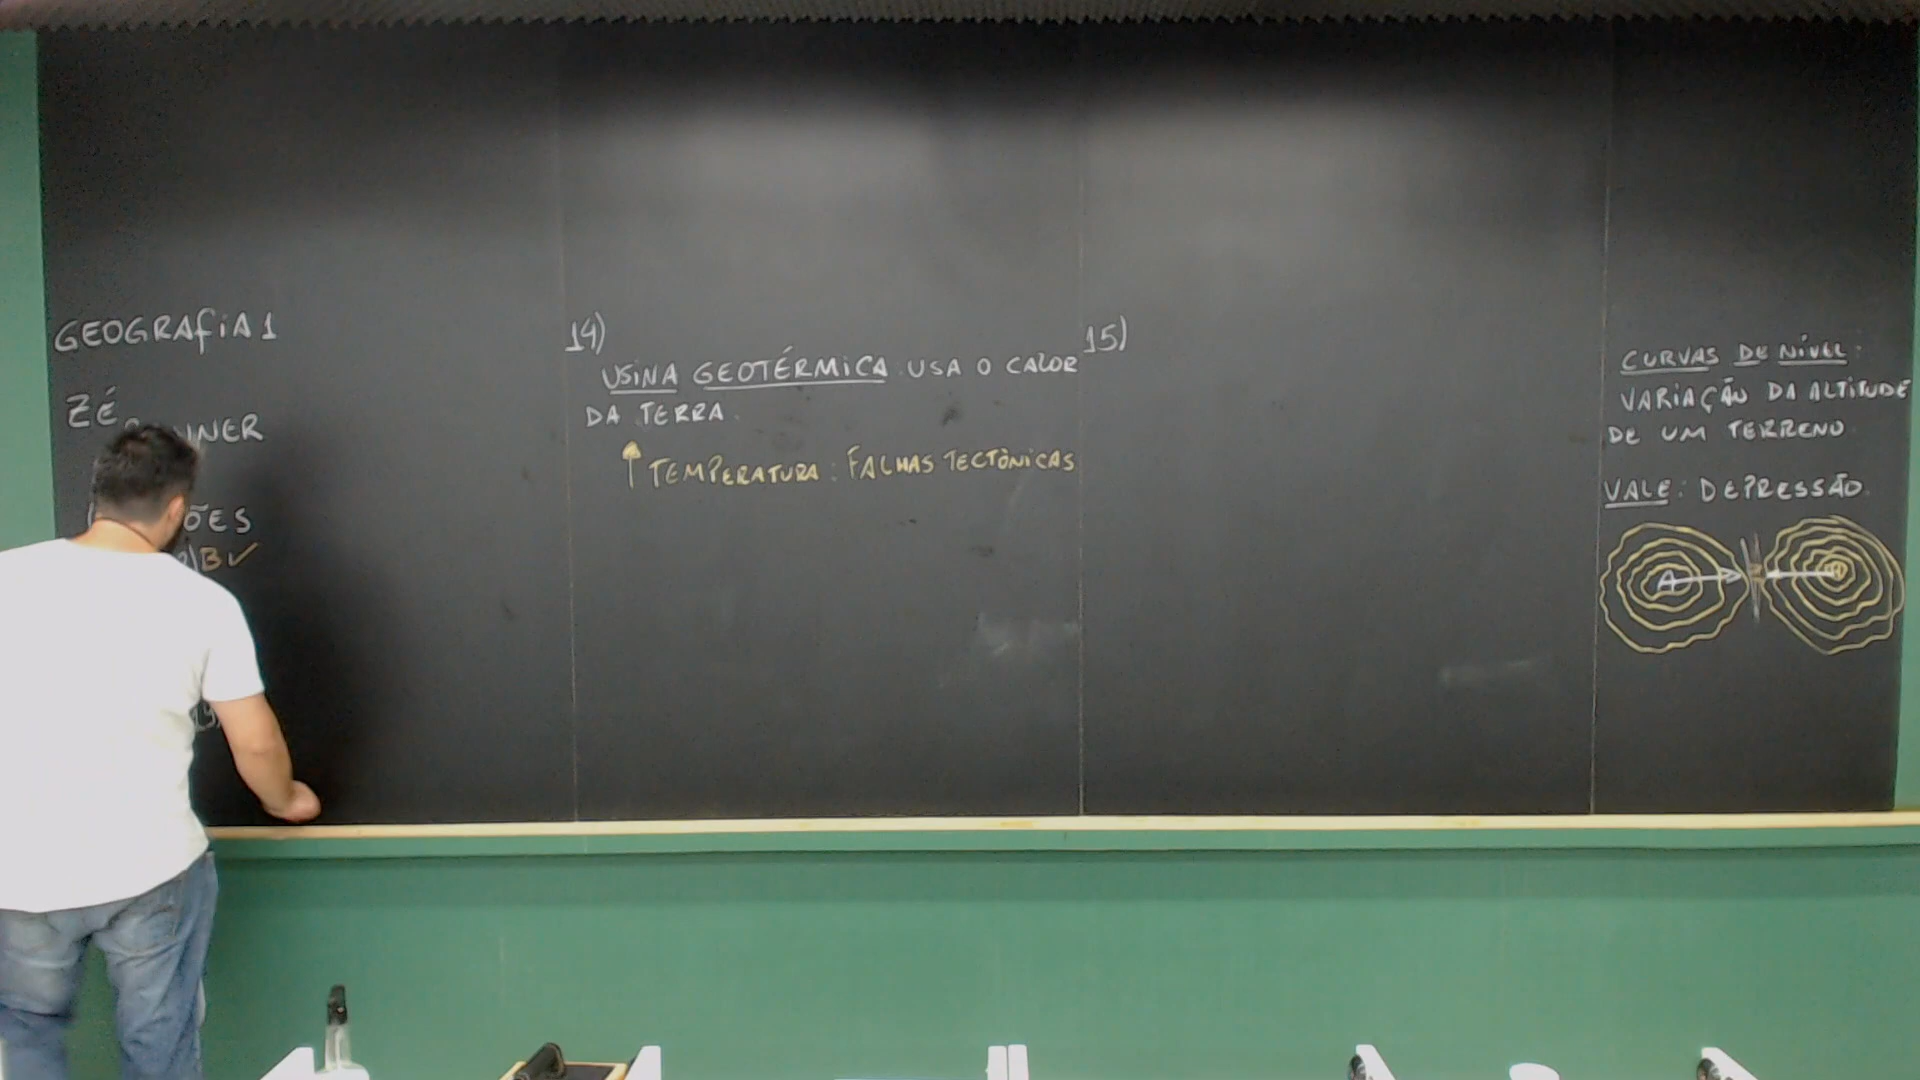 GEOGRAFIA 1
ZÉ
ÕES
B✓
14)
USINA GEOTÉRMICA: USA O CALOR
DA TERRA.
↑ TEMPERATURA: FALHAS TECTÔNICAS
15)
CURVAS DE NÍVEL:
VARIAÇÃO DA ALTITUDE
DE UM TERRENO
VALE: DEPRESSÃO
A